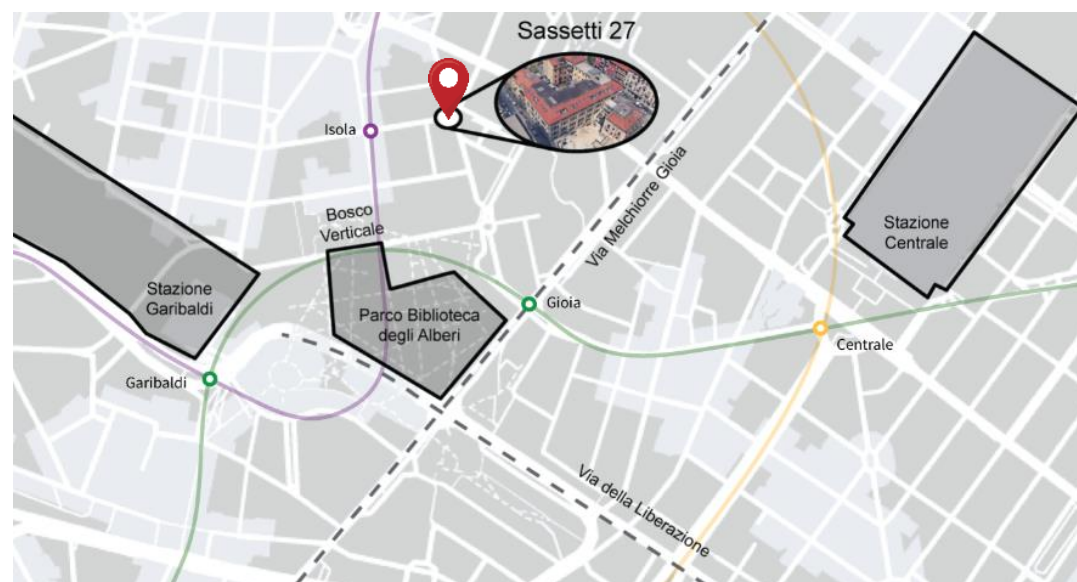 Sassetti 27
Isola
Via Melchiorre Gioia
Bosco
Verticale
Stazione
Centrale
Stazione
Garibaldi
Gioia
Parco Biblioteca
degli Alberi
Centrale
Garibaldi
Via della Liberazione